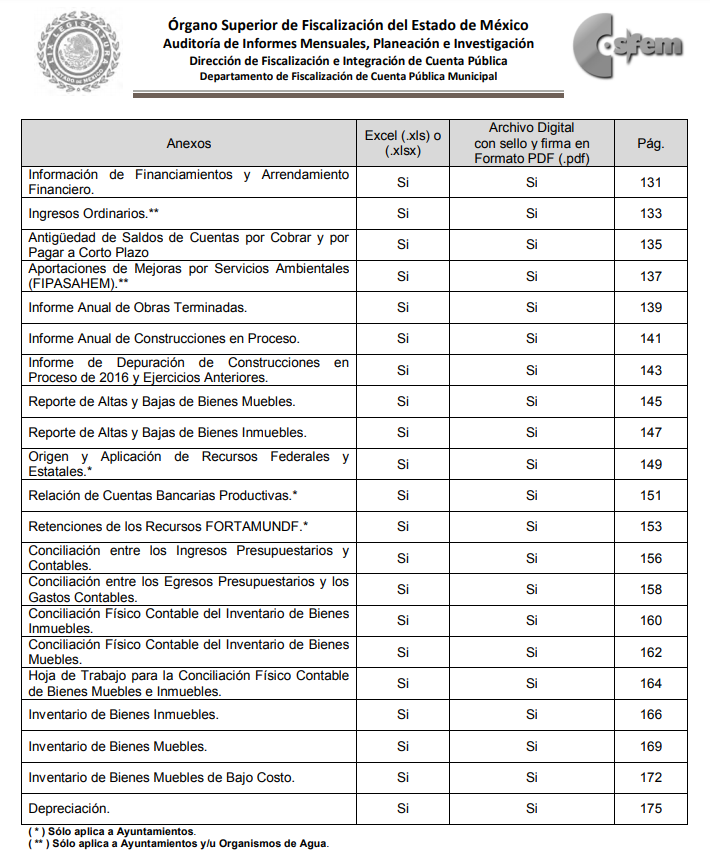 Órgano Superior de Fiscalización del Estado de México
Auditoría de Informes Mensuales, Planeación e Investigación
Dirección de Fiscalización e Integración de Cuenta Pública
Departamento de Fiscalización de Cuenta Pública Municipal
osfem
Anexos Excel (.xls) o (.xlsx) Archivo Digital con sello y firma en Formato PDF (.pdf) Pág.
Información de Financiamientos y Arrendamiento
Financiero. Si Si 131
Ingresos Ordinarios.** Si Si 133
Antigüedad de Saldos de Cuentas por Cobrar y por
Pagar a Corto Plazo Si Si 135
Aportaciones de Mejoras por Servicios Ambientales
(FIPASAHEM).** Si Si 137
Informe Anual de Obras Terminadas. Si Si 139
Informe Anual de Construcciones en Proceso. Si Si 141
Informe de Depuración de Construcciones en
Proceso de 2016 y Ejercicios Anteriores. Si Si 143
Reporte de Altas y Bajas de Bienes Muebles. Si Si 145
Reporte de Altas y Bajas de Bienes Inmuebles. Si Si 147
Origen y Aplicación de Recursos Federales y
Estatales.* Si Si 149
Relación de Cuentas Bancarias Productivas.* Si Si 151
Retenciones de los Recursos FORTAMUNDF.* Si Si 153
Conciliación entre los Ingresos Presupuestarios y
Contables. Si Si 156
Conciliación entre los Egresos Presupuestarios y los
Gastos Contables. Si Si 158
Conciliación Físico Contable del Inventario de Bienes
Inmuebles. Si Si 160
Conciliación Físico Contable del Inventario de Bienes
Muebles. Si Si 162
Hoja de Trabajo para la Conciliación Físico Contable
de Bienes Muebles e Inmuebles. Si Si 164
Inventario de Bienes Inmuebles. Si Si 166
Inventario de Bienes Muebles. Si Si 169
Inventario de Bienes Muebles de Bajo Costo. Si Si 172
Depreciación. Si Si 175
( * ) Sólo aplica a Ayuntamientos.
( ** ) Sólo aplica a Ayuntamientos y/u Organismos de Agua.